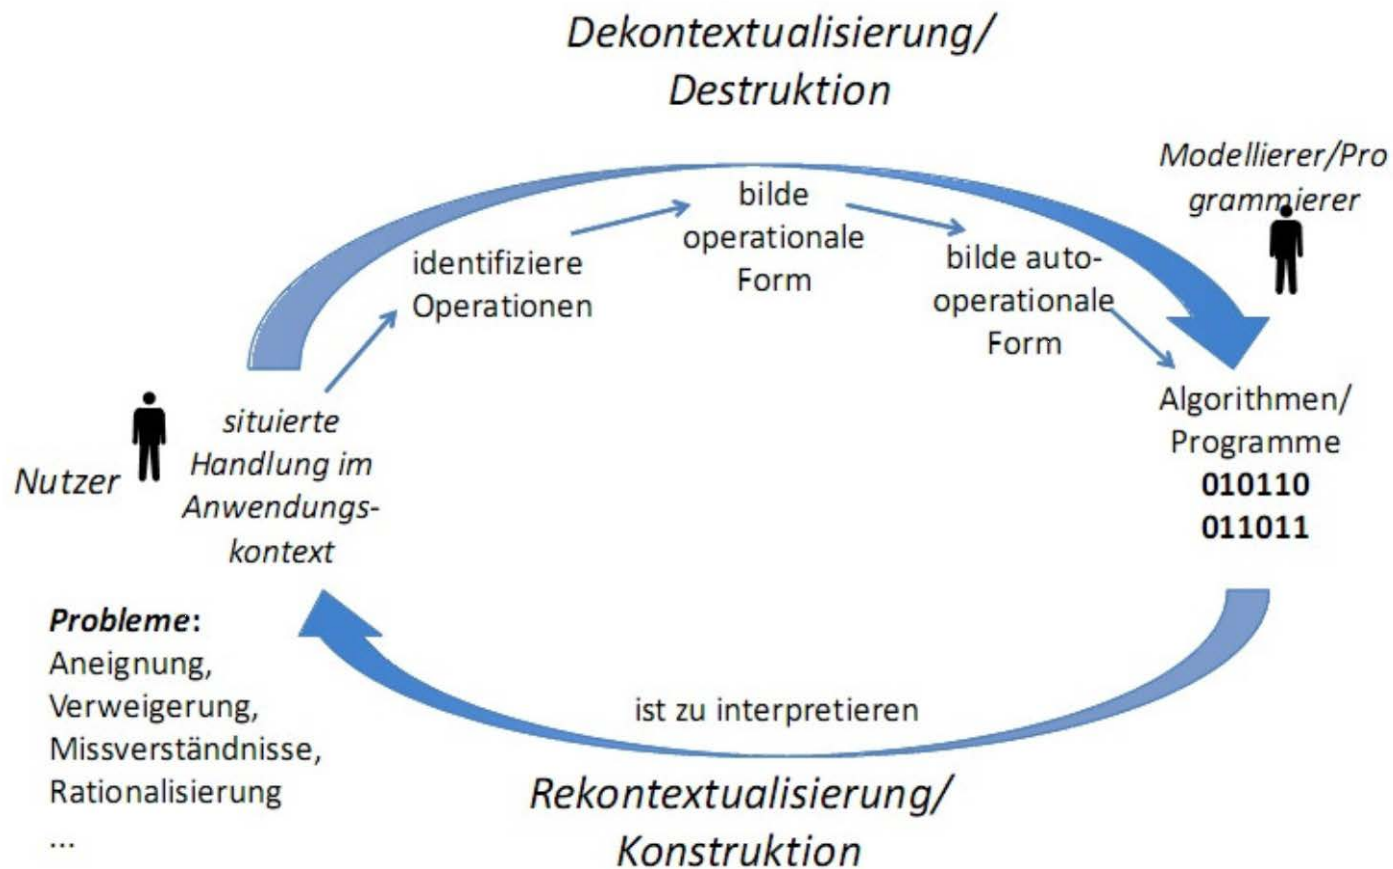 Dekontextualisierung/
Destruktion
Modellierer/Pro
grammierer
bilde
operationale
Form
identifiziere
Operationen
bilde auto-
operationale
Form
Algorithmen/
Programme
010110
011011
Nutzer
situierte
Handlung im
Anwendungs-
kontext
Probleme:
Aneignung,
Verweigerung,
Missverständnisse,
Rationalisierung
...
ist zu interpretieren
Rekontextualisierung/
Konstruktion